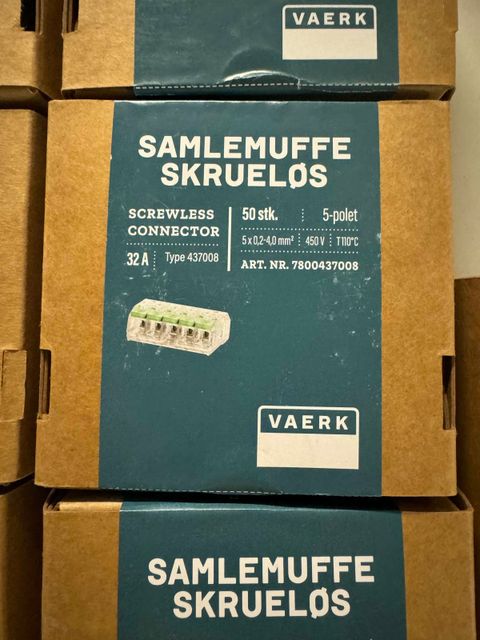 VAERK
SAMLEMUFFE
SKRUELØS
SCREWLESS
CONNECTOR
32 A Type 437008
50 stk. 5-polet
5 x 0,2-4,0 mm² 450 V T110°C
ART. NR. 7800437008
VAERK
SAMLEMUFFE
SKRUELØS